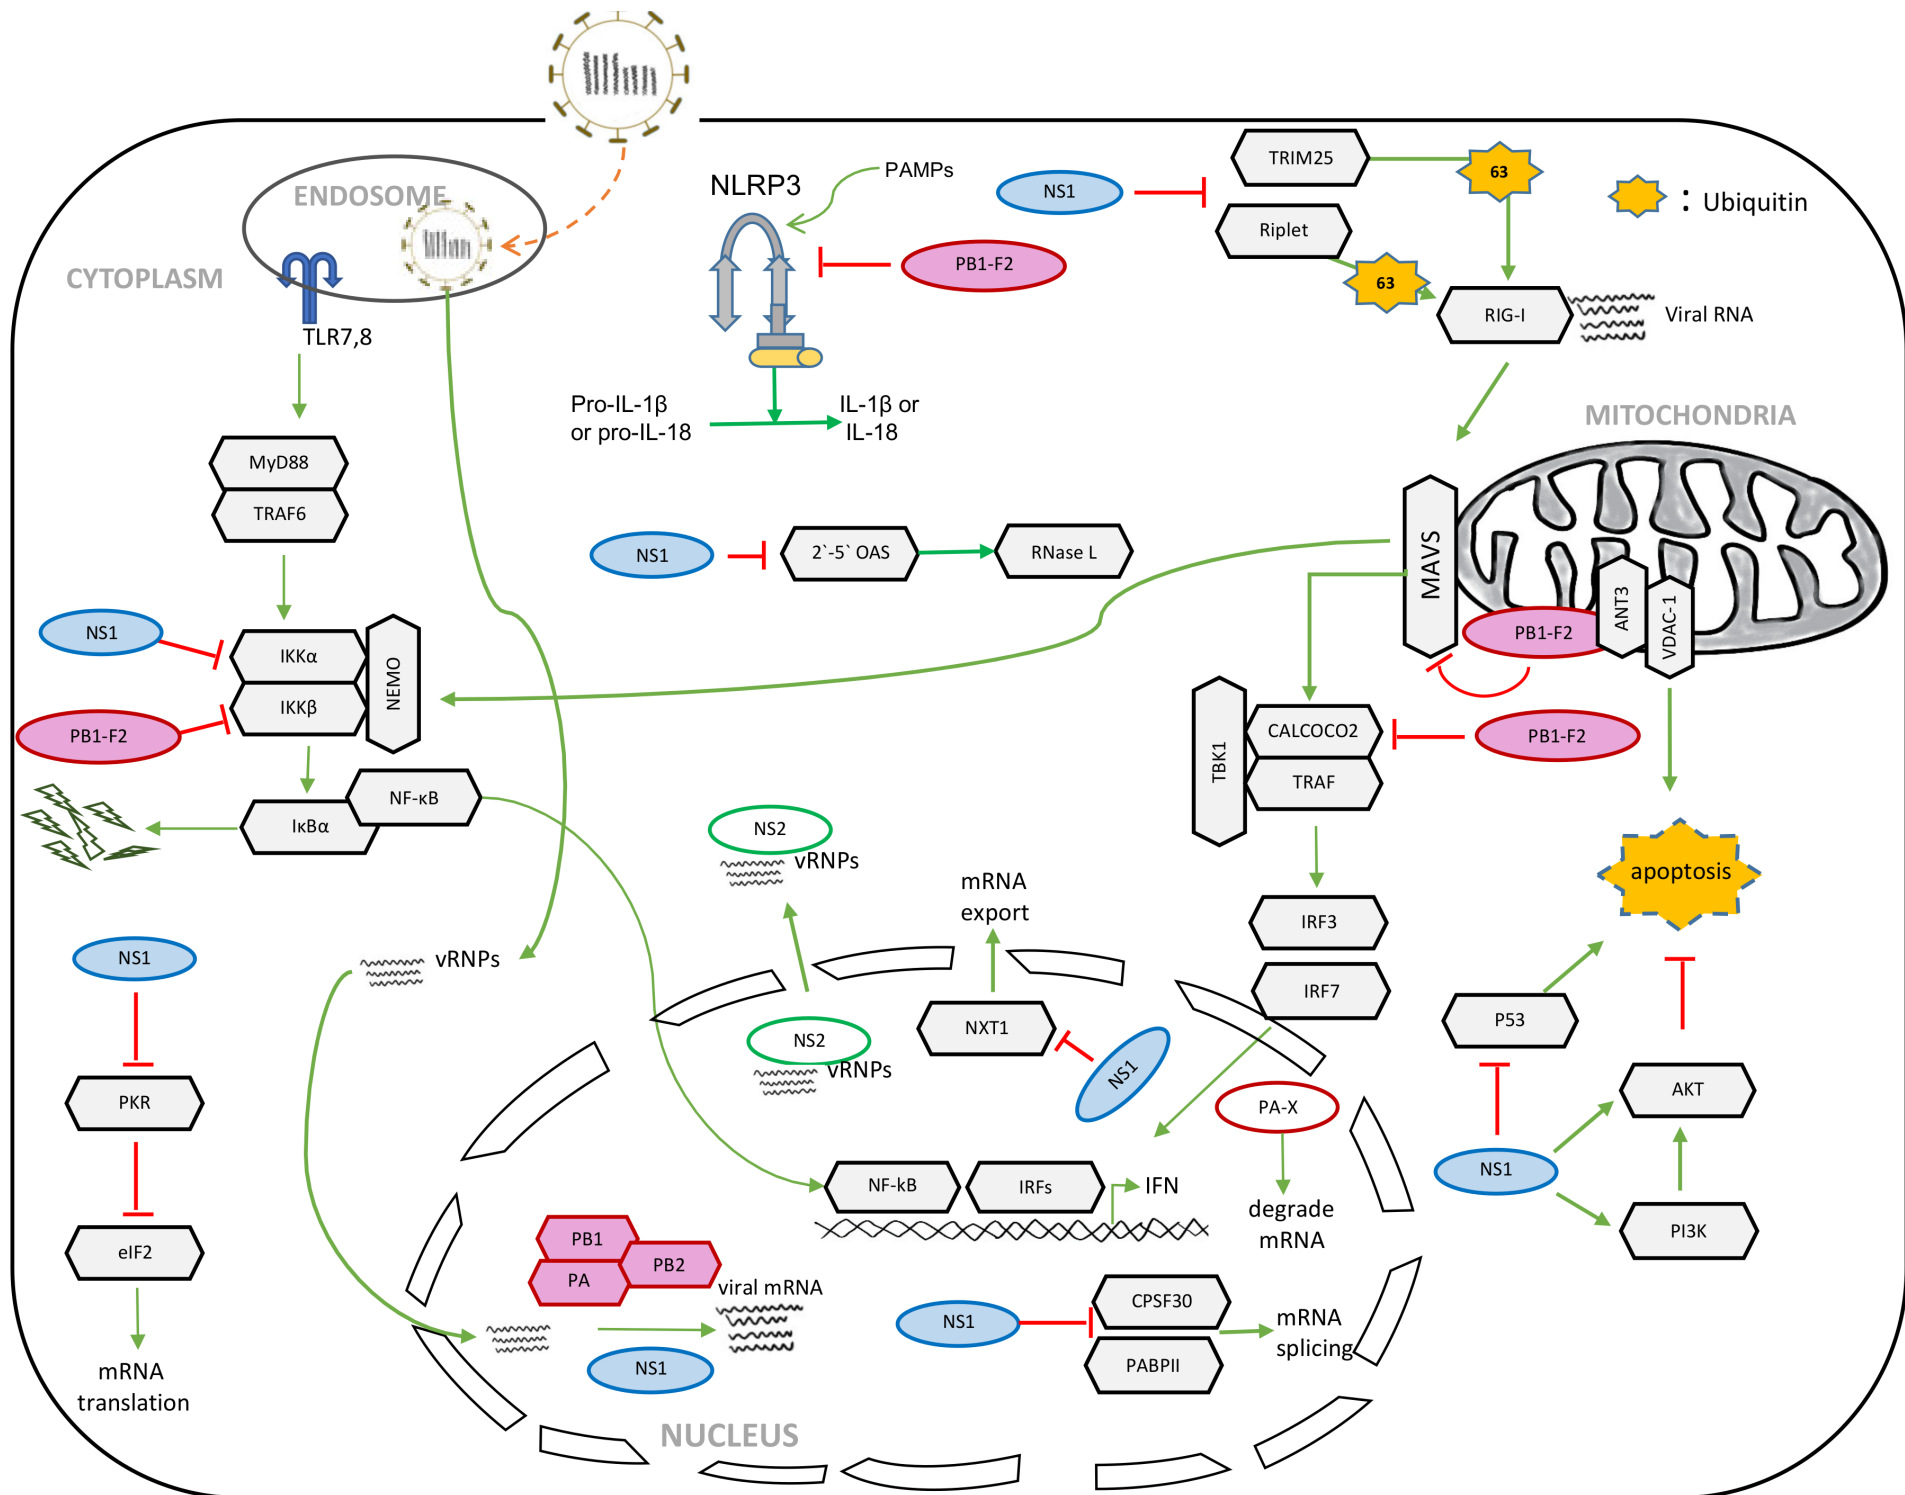 TRIM25
63
NS1
PAMPs
NLRP3
ENDOSOME
: Ubiquitin
Riplet
PB1-F2
CYTOPLASM
63
RIG-I
Viral RNA
TLR7,8
Pro-IL-1β
or pro-IL-18
IL-1β or
IL-18
MITOCHONDRIA
MyD88
TRAF6
NS1
2`-5` OAS
RNase L
MAVS
ANT3
VDAC-1
PB1-F2
NS1
IKKα
IKKβ
NEMO
PB1-F2
TBK1
CALCOCO2
TRAF
PB1-F2
NF-κB
IκBα
NS2
vRNPs
mRNA
export
apoptosis
IRF3
IRF7
NS1
vRNPs
NXT1
NS1
NS2
vRNPs
P53
AKT
PKR
PA-X
NS1
NF-kB
IRFs
IFN
degrade
mRNA
PI3K
eIF2
PB1
PB2
PA
viral mRNA
NS1
CPSF30
PABPII
mRNA
splicing
NS1
mRNA
translation
NUCLEUS